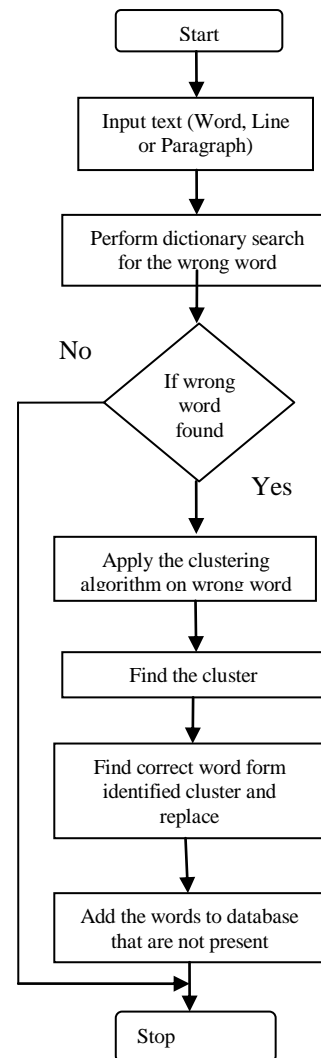 Start
Input text (Word, Line
or Paragraph)
Perform dictionary search
for the wrong word
No
If wrong
word
found
Yes
Apply the clustering
algorithm on wrong word
Find the cluster
Find correct word form
identified cluster and
replace
Add the words to database
that are not present
Stop